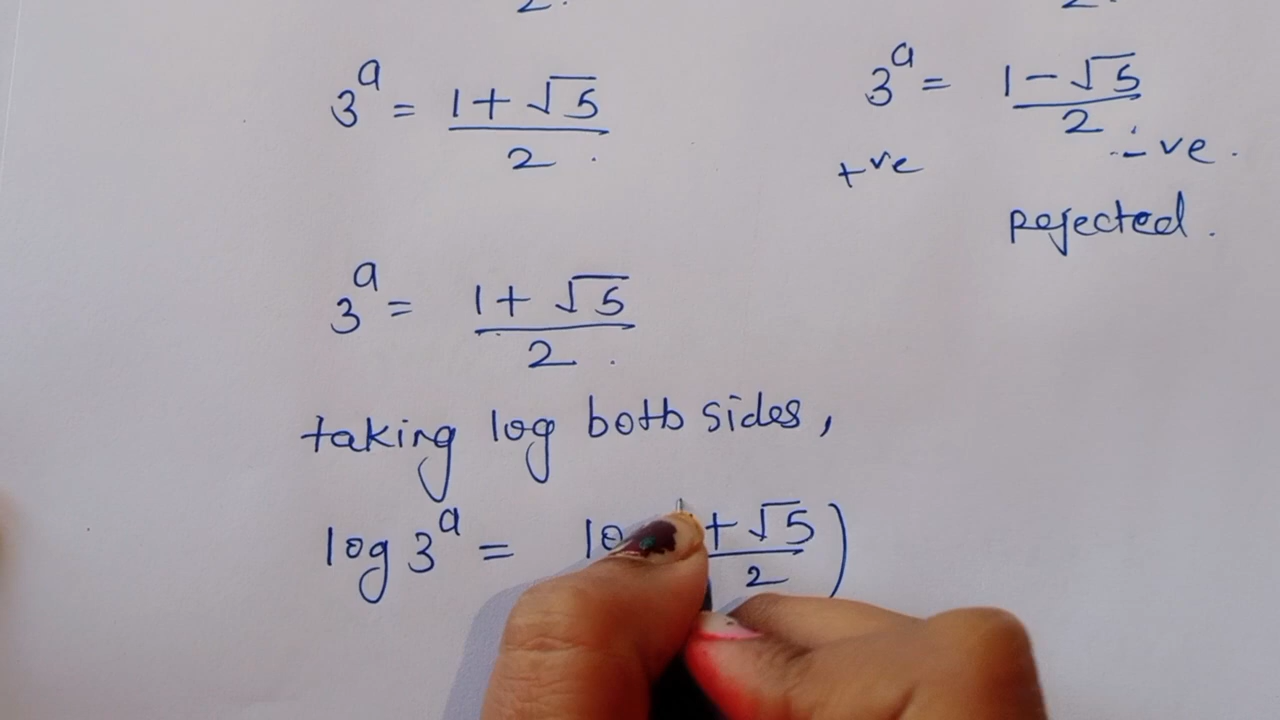 3^a = (1 + √5)/2 .
3^a = (1 − √5)/2
+ve
−ve .
rejected .
3^a = (1 + √5)/2 .
taking log both sides ,
log 3^a = lo + √5)/2 )